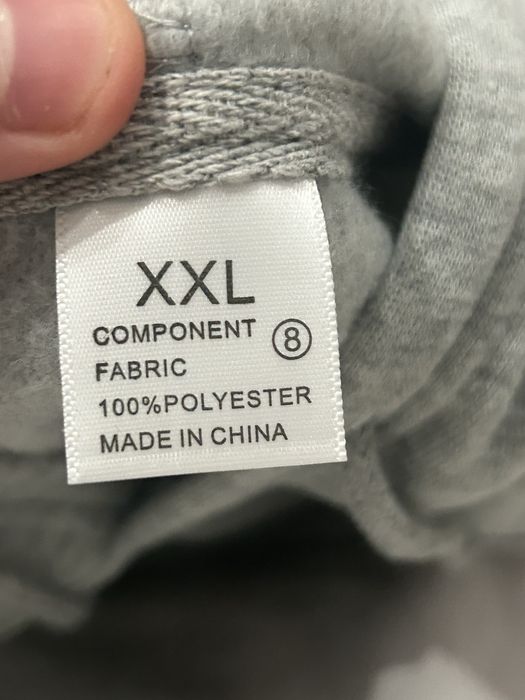 XXL
COMPONENT ⑧
FABRIC
100%POLYESTER
MADE IN CHINA